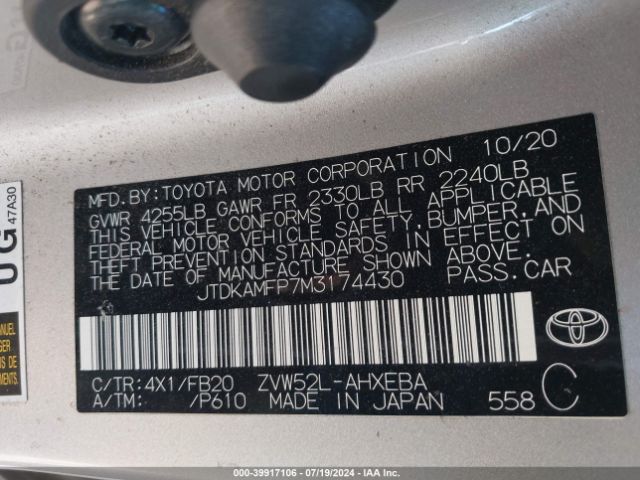 MFD. BY: TOYOTA MOTOR CORPORATION 10/20
GVWR 4255LB GAWR FR 2330LB RR 2240LB
THIS VEHICLE CONFORMS TO ALL APPLICABLE
FEDERAL MOTOR VEHICLE SAFETY, BUMPER, AND
THEFT PREVENTION STANDARDS IN EFFECT ON
THE DATE OF MANUFACTURE SHOWN ABOVE.
JTDKAMFP7M3174430 PASS. CAR
C/TR: 4X1/FB20 ZVW52L-AHXEBA
A/TM: /P610 MADE IN JAPAN 558 C
UG
47A30
000-39917106 - 07/19/2024 - IAA Inc.